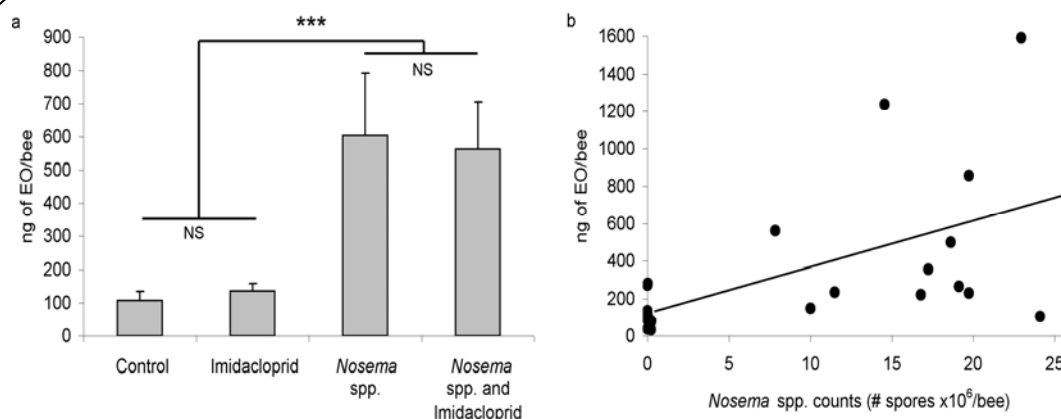 a
***
900
800
NS
700
600
500
400
300
NS
200
100
0
ng of EO/bee
Control
Imidacloprid
Nosema
spp.
Nosema
spp. and
Imidacloprid
b
1600
1400
1200
1000
800
600
400
200
0
ng of EO/bee
0 5 10 15 20 25
Nosema spp. counts (# spores x10⁶/bee)